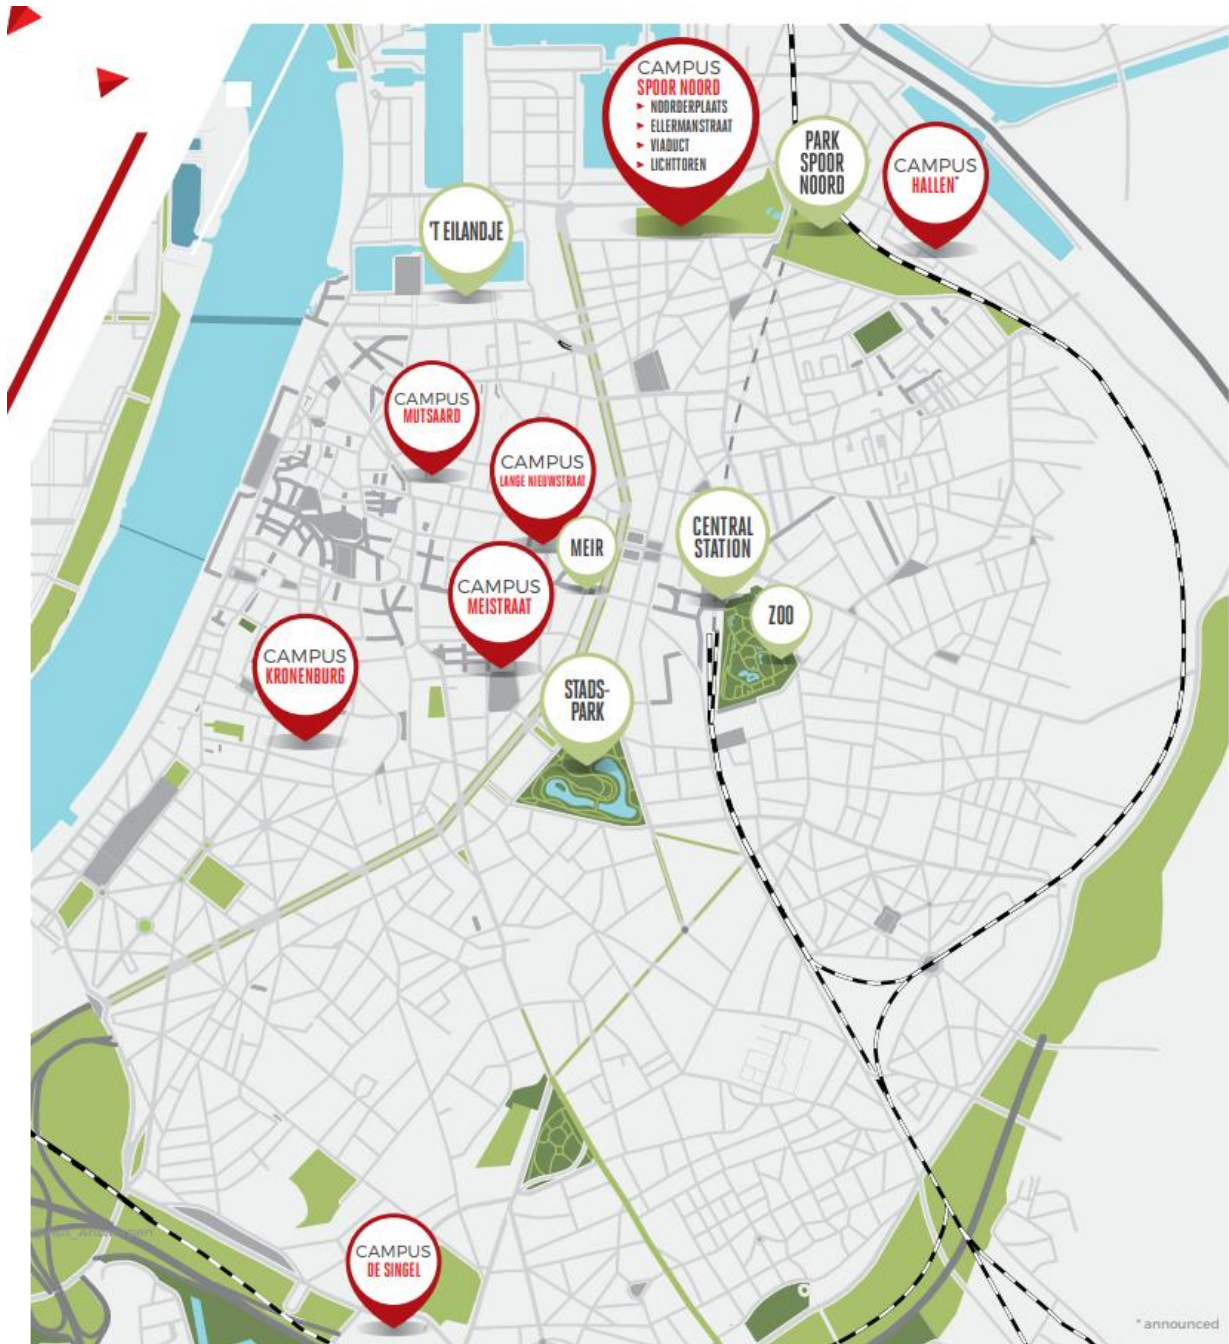 CAMPUS
SPOOR NOORD
NOORDERPLAATS
ELLERMANSTRAAT
VIADUCT
LICHTTOREN
PARK
SPOOR
NOORD
CAMPUS
HALLEN*
'T EILANDJE
CAMPUS
MUTSAARD
CAMPUS
LANGE NIEUWSTRAAT
MEIR
CENTRAL
STATION
CAMPUS
MEISTRAAT
ZOO
CAMPUS
KRONENBURG
STADS-
PARK
CAMPUS
DE SINGEL
* announced